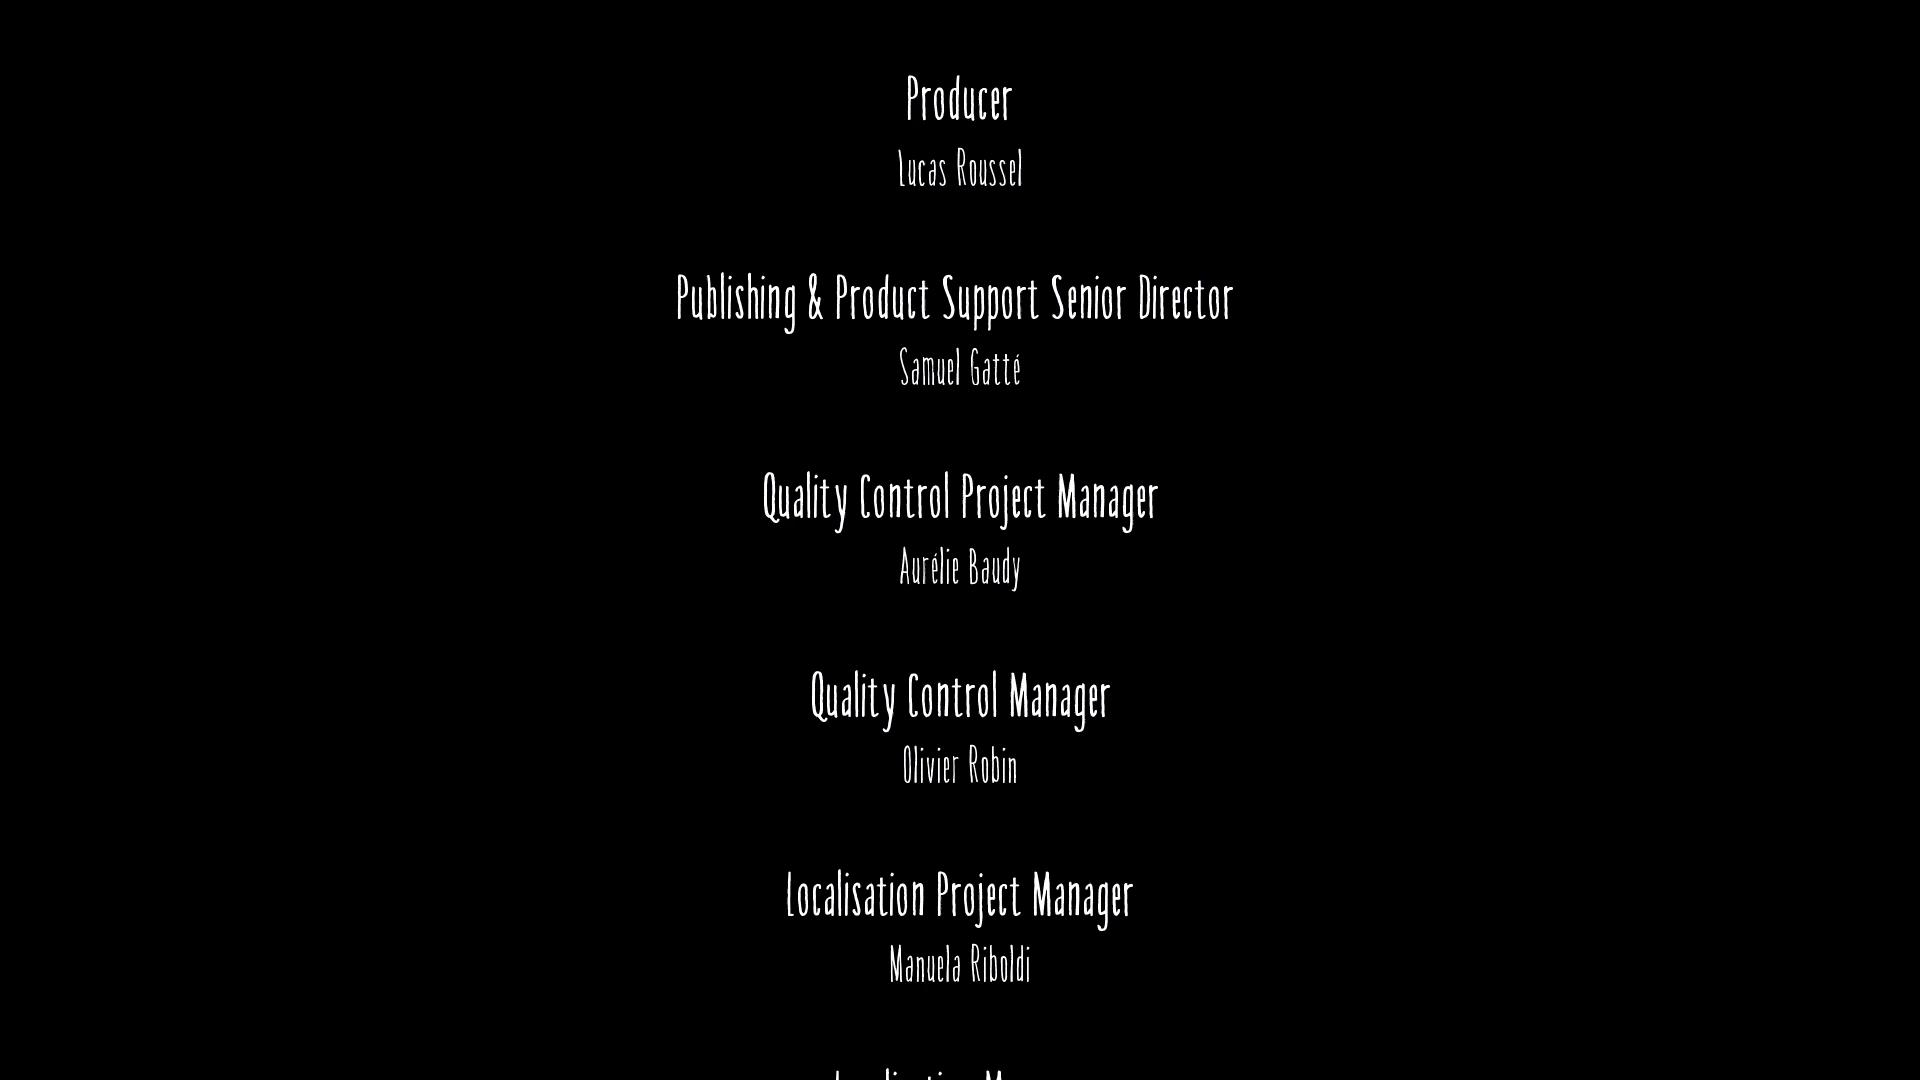 Producer
Lucas Roussel
Publishing & Product Support Senior Director
Samuel Gatté
Quality Control Project Manager
Aurélie Baudy
Quality Control Manager
Olivier Robin
Localisation Project Manager
Manuela Riboldi